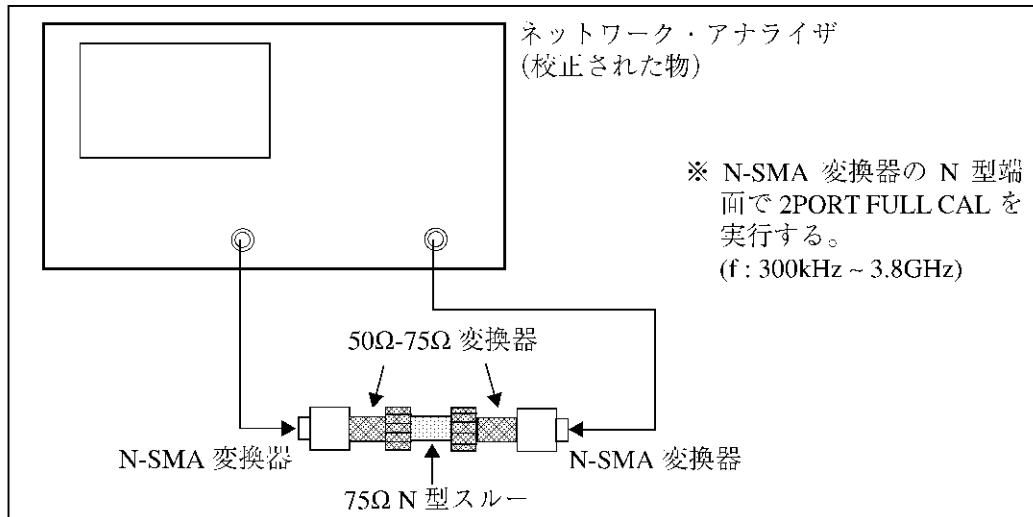 ネットワーク・アナライザ
(校正された物)
※ N-SMA 変換器の N 型端
面で 2PORT FULL CAL を
実行する。
(f : 300kHz ~ 3.8GHz)
50Ω-75Ω 変換器
N-SMA 変換器
N-SMA 変換器
75Ω N 型スルー